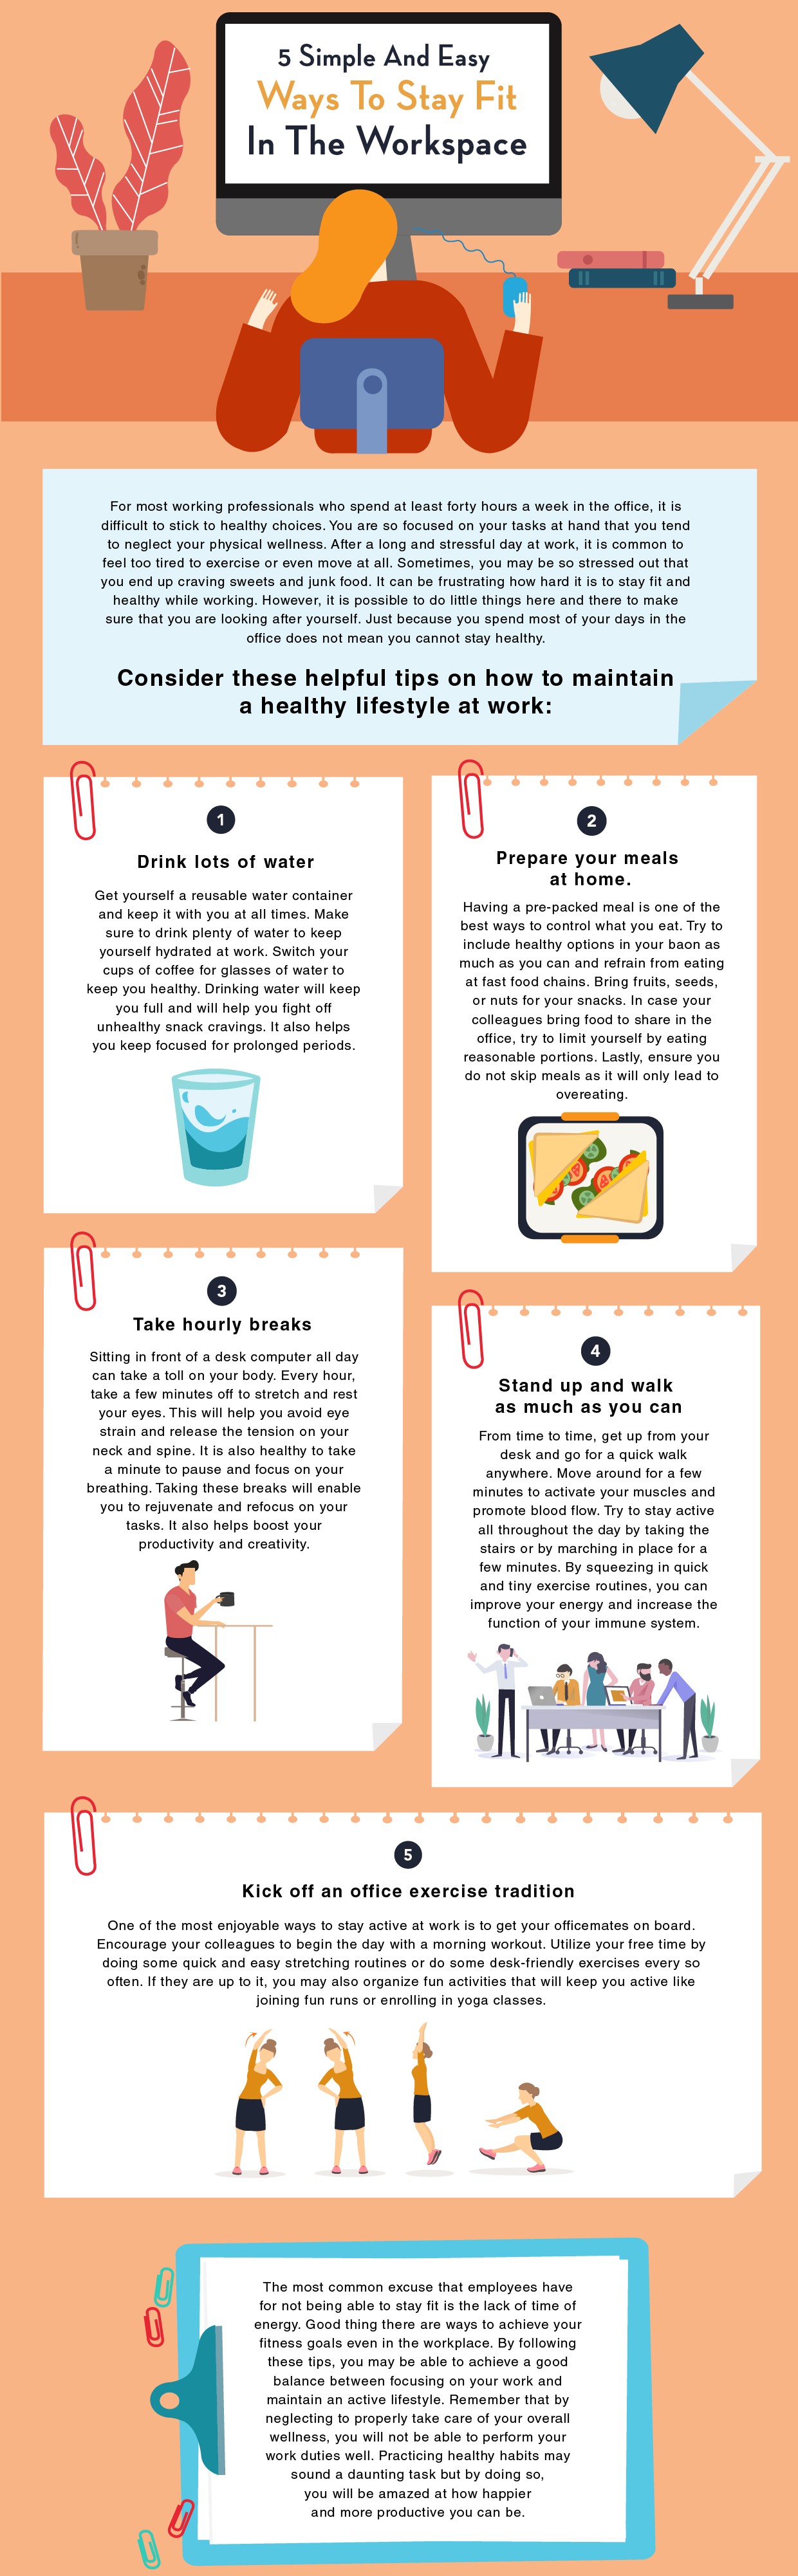 5 Simple And Easy
Ways To Stay Fit
In The Workspace
For most working professionals who spend at least forty hours a week in the office, it is
difficult to stick to healthy choices. You are so focused on your tasks at hand that you tend
to neglect your physical wellness. After a long and stressful day at work, it is common to
feel too tired to exercise or even move at all. Sometimes, you may be so stressed out that
you end up craving sweets and junk food. It can be frustrating how hard it is to stay fit and
healthy while working. However, it is possible to do little things here and there to make
sure that you are looking after yourself. Just because you spend most of your days in the
office does not mean you cannot stay healthy.
Consider these helpful tips on how to maintain
a healthy lifestyle at work:
1
Drink lots of water
Get yourself a reusable water container
and keep it with you at all times. Make
sure to drink plenty of water to keep
yourself hydrated at work. Switch your
cups of coffee for glasses of water to
keep you healthy. Drinking water will keep
you full and will help you fight off
unhealthy snack cravings. It also helps
you keep focused for prolonged periods.
2
Prepare your meals
at home.
Having a pre-packed meal is one of the
best ways to control what you eat. Try to
include healthy options in your baon as
much as you can and refrain from eating
at fast food chains. Bring fruits, seeds,
or nuts for your snacks. In case your
colleagues bring food to share in the
office, try to limit yourself by eating
reasonable portions. Lastly, ensure you
do not skip meals as it will only lead to
overeating.
3
Take hourly breaks
Sitting in front of a desk computer all day
can take a toll on your body. Every hour,
take a few minutes off to stretch and rest
your eyes. This will help you avoid eye
strain and release the tension on your
neck and spine. It is also healthy to take
a minute to pause and focus on your
breathing. Taking these breaks will enable
you to rejuvenate and refocus on your
tasks. It also helps boost your
productivity and creativity.
4
Stand up and walk
as much as you can
From time to time, get up from your
desk and go for a quick walk
anywhere. Move around for a few
minutes to activate your muscles and
promote blood flow. Try to stay active
all throughout the day by taking the
stairs or by marching in place for a
few minutes. By squeezing in quick
and tiny exercise routines, you can
improve your energy and increase the
function of your immune system.
5
Kick off an office exercise tradition
One of the most enjoyable ways to stay active at work is to get your officemates on board.
Encourage your colleagues to begin the day with a morning workout. Utilize your free time by
doing some quick and easy stretching routines or do some desk-friendly exercises every so
often. If they are up to it, you may also organize fun activities that will keep you active like
joining fun runs or enrolling in yoga classes.
The most common excuse that employees have
for not being able to stay fit is the lack of time of
energy. Good thing there are ways to achieve your
fitness goals even in the workplace. By following
these tips, you may be able to achieve a good
balance between focusing on your work and
maintain an active lifestyle. Remember that by
neglecting to properly take care of your overall
wellness, you will not be able to perform your
work duties well. Practicing healthy habits may
sound a daunting task but by doing so,
you will be amazed at how happier
and more productive you can be.